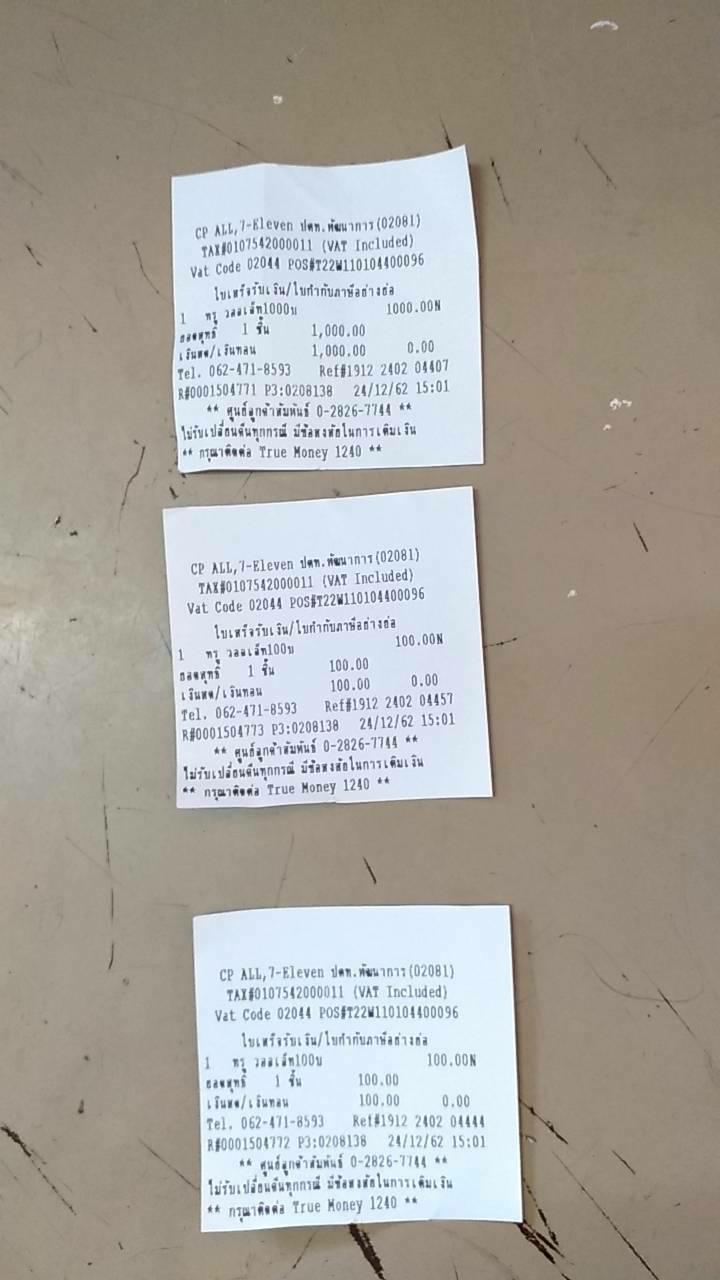 CP ALL,7-Eleven ปตท.พัฒนาการ(02081)
TAX#0107542000011 (VAT Included)
Vat Code 02044 POS#T22W110104400096
ใบเสร็จรับเงิน/ใบกำกับภาษีอย่างย่อ
1 ทรู วอลเล็ท1000บ 1000.00N
ยอดสุทธิ 1 ชิ้น 1,000.00
เงินสด/เงินทอน 1,000.00 0.00
Tel. 062-471-8593 Ref#1912 2402 04407
R#0001504771 P3:0208138 24/12/62 15:01
** ศูนย์ลูกค้าสัมพันธ์ 0-2826-7744 **
ไม่รับเปลี่ยนคืนทุกกรณี มีข้อสงสัยในการเติมเงิน
** กรุณาติดต่อ True Money 1240 **
CP ALL,7-Eleven ปตท.พัฒนาการ(02081)
TAX#0107542000011 (VAT Included)
Vat Code 02044 POS#T22W110104400096
ใบเสร็จรับเงิน/ใบกำกับภาษีอย่างย่อ
1 ทรู วอลเล็ท100บ 100.00N
ยอดสุทธิ 1 ชิ้น 100.00
เงินสด/เงินทอน 100.00 0.00
Tel. 062-471-8593 Ref#1912 2402 04457
R#0001504773 P3:0208138 24/12/62 15:01
** ศูนย์ลูกค้าสัมพันธ์ 0-2826-7744 **
ไม่รับเปลี่ยนคืนทุกกรณี มีข้อสงสัยในการเติมเงิน
** กรุณาติดต่อ True Money 1240 **
CP ALL,7-Eleven ปตท.พัฒนาการ(02081)
TAX#0107542000011 (VAT Included)
Vat Code 02044 POS#T22W110104400096
ใบเสร็จรับเงิน/ใบกำกับภาษีอย่างย่อ
1 ทรู วอลเล็ท100บ 100.00N
ยอดสุทธิ 1 ชิ้น 100.00
เงินสด/เงินทอน 100.00 0.00
Tel. 062-471-8593 Ref#1912 2402 04444
R#0001504772 P3:0208138 24/12/62 15:01
** ศูนย์ลูกค้าสัมพันธ์ 0-2826-7744 **
ไม่รับเปลี่ยนคืนทุกกรณี มีข้อสงสัยในการเติมเงิน
** กรุณาติดต่อ True Money 1240 **